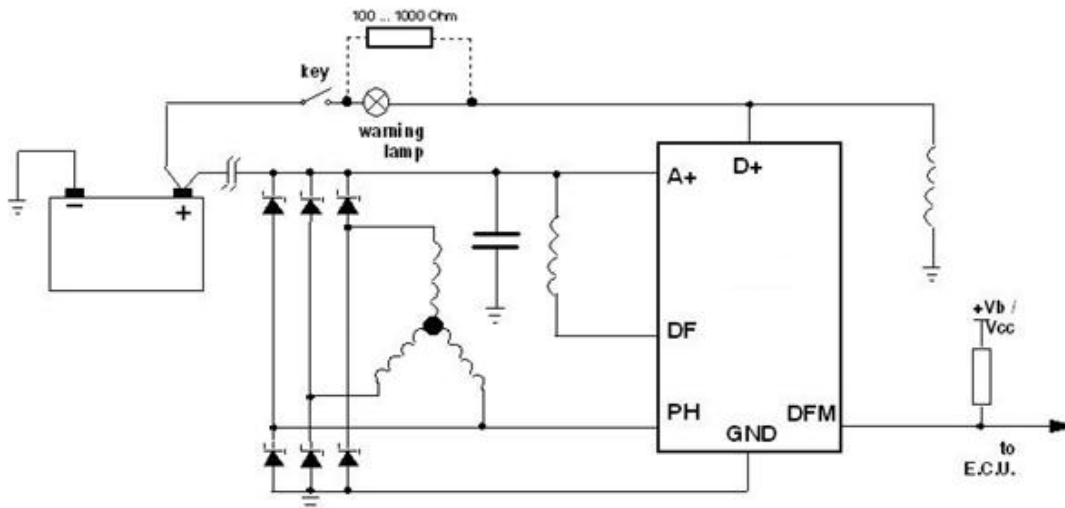 100 ... 1000 Ohm
key
warning
lamp
A+
D+
−
+
+Vb /
Vcc
DF
PH
DFM
GND
to
E.C.U.